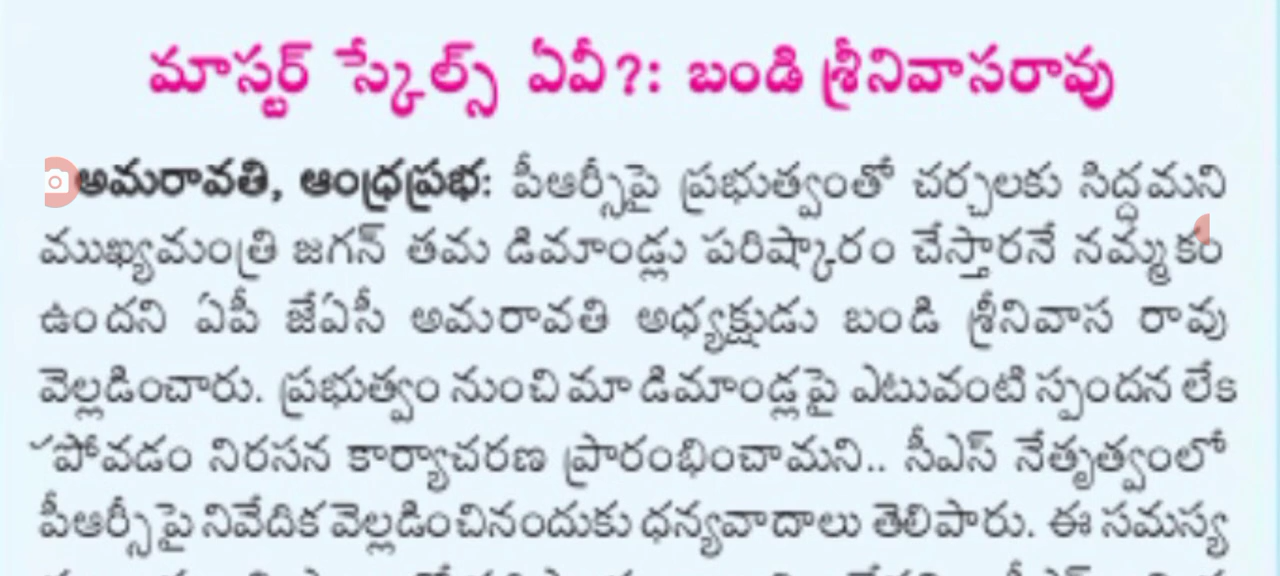 మాస్టర్ స్కేల్స్ ఏవీ?: బండి శ్రీనివాసరావు
అమరావతి, ఆంధ్రప్రభ: పీఆర్సీపై ప్రభుత్వంతో చర్చలకు సిద్ధమని
ముఖ్యమంత్రి జగన్ తమ డిమాండ్లు పరిష్కారం చేస్తారనే నమ్మకం
ఉందని ఏపీ జేఏసీ అమరావతి అధ్యక్షుడు బండి శ్రీనివాస రావు
వెల్లడించారు. ప్రభుత్వం నుంచి మా డిమాండ్లపై ఎటువంటి స్పందన లేక
పోవడం నిరసన కార్యాచరణ ప్రారంభించామని.. సీఎస్ నేతృత్వంలో
పీఆర్సీపై నివేదిక వెల్లడించినందుకు ధన్యవాదాలు తెలిపారు. ఈ సమస్య